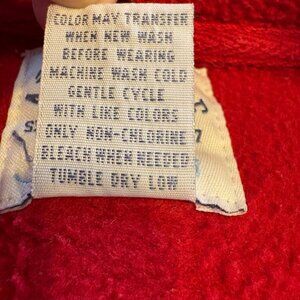 COLOR MAY TRANSFER
WHEN NEW WASH
BEFORE WEARING
MACHINE WASH COLD
GENTLE CYCLE
WITH LIKE COLORS
ONLY NON-CHLORINE
BLEACH WHEN NEEDED
TUMBLE DRY LOW